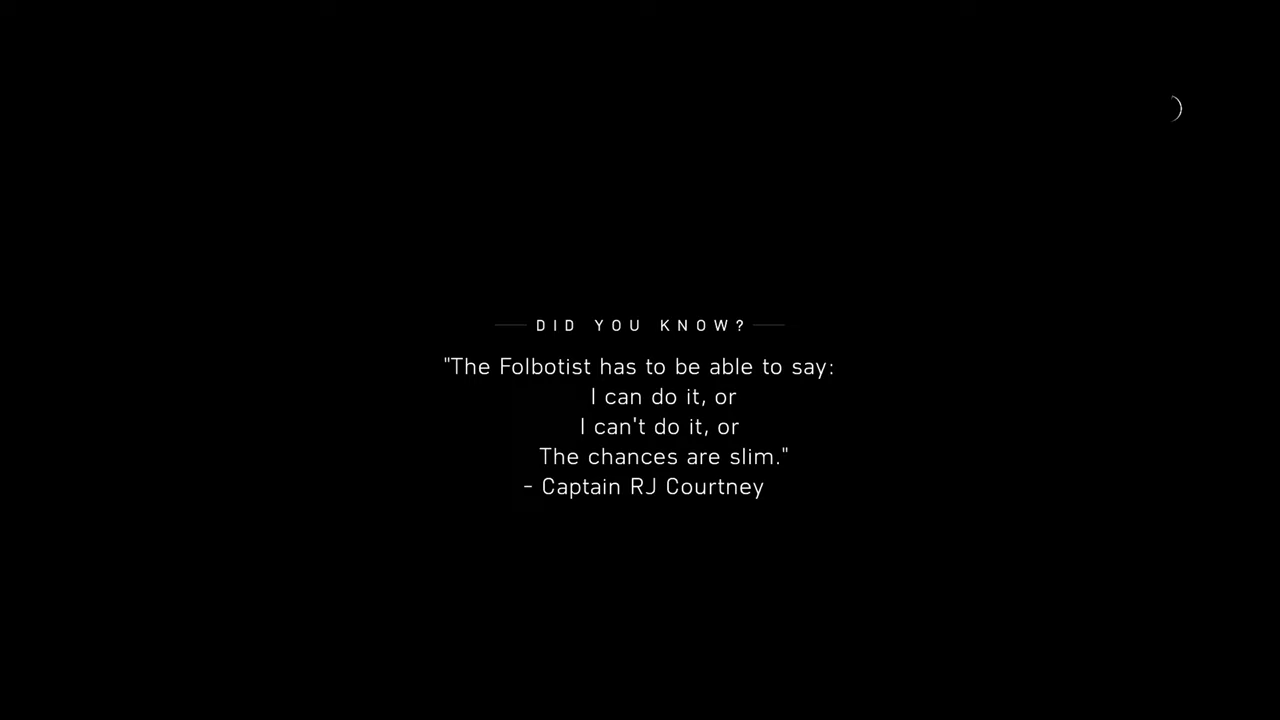 DID YOU KNOW?
"The Folbotist has to be able to say:
I can do it, or
I can't do it, or
The chances are slim."
- Captain RJ Courtney